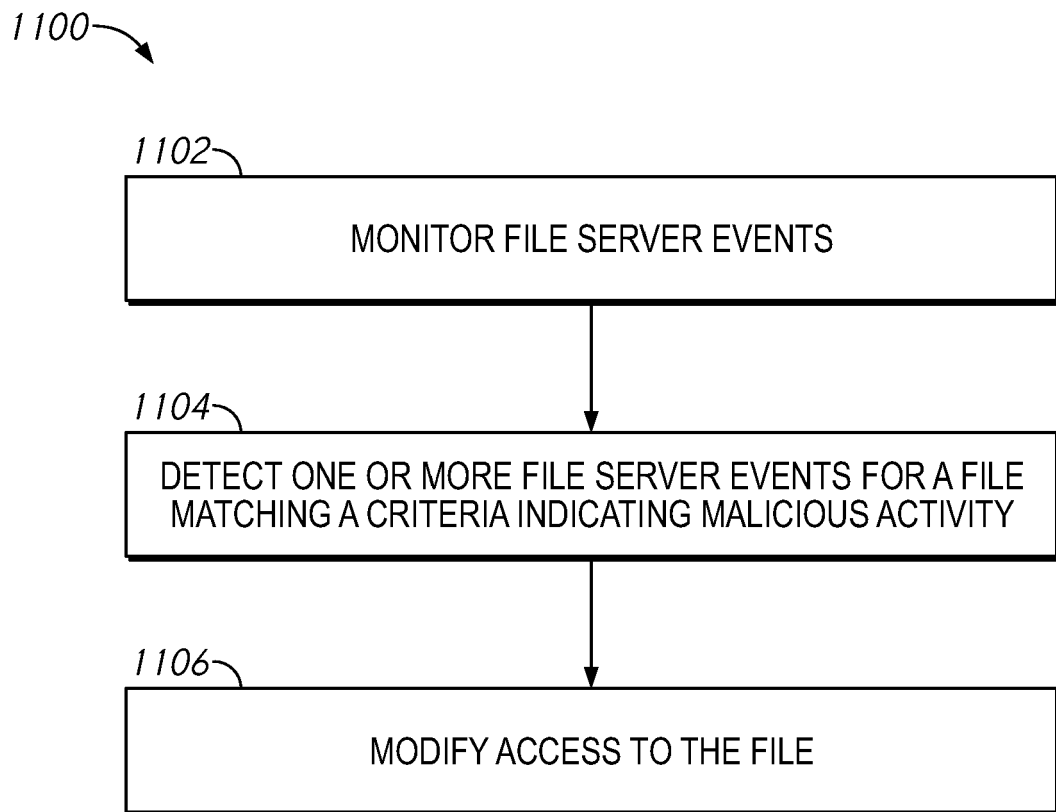 1100
1102
MONITOR FILE SERVER EVENTS
1104
DETECT ONE OR MORE FILE SERVER EVENTS FOR A FILE
MATCHING A CRITERIA INDICATING MALICIOUS ACTIVITY
1106
MODIFY ACCESS TO THE FILE